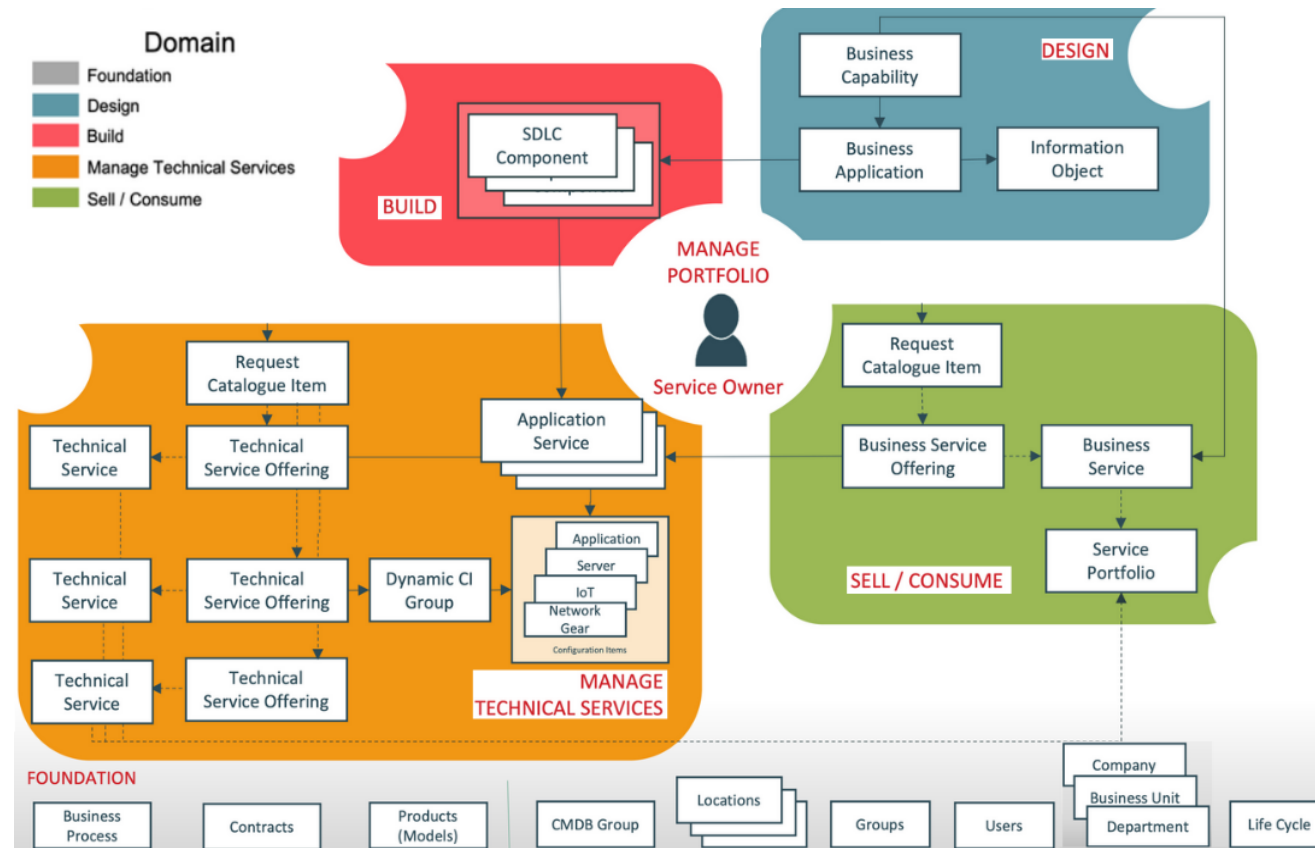 Domain
Foundation
Design
Build
Manage Technical Services
Sell / Consume
DESIGN
Business
Capability
Business
Application
Information
Object
SDLC
Component
BUILD
MANAGE
PORTFOLIO
Service Owner
Request
Catalogue Item
Technical
Service
Technical
Service Offering
Application
Service
Technical
Service
Technical
Service Offering
Dynamic CI
Group
Application
Server
IoT
Network
Gear
Configuration Items
Technical
Service
Technical
Service Offering
MANAGE
TECHNICAL SERVICES
Request
Catalogue Item
Business Service
Offering
Business
Service
Service
Portfolio
SELL / CONSUME
FOUNDATION
Business
Process
Contracts
Products
(Models)
CMDB Group
Locations
Groups
Users
Company
Business Unit
Department
Life Cycle